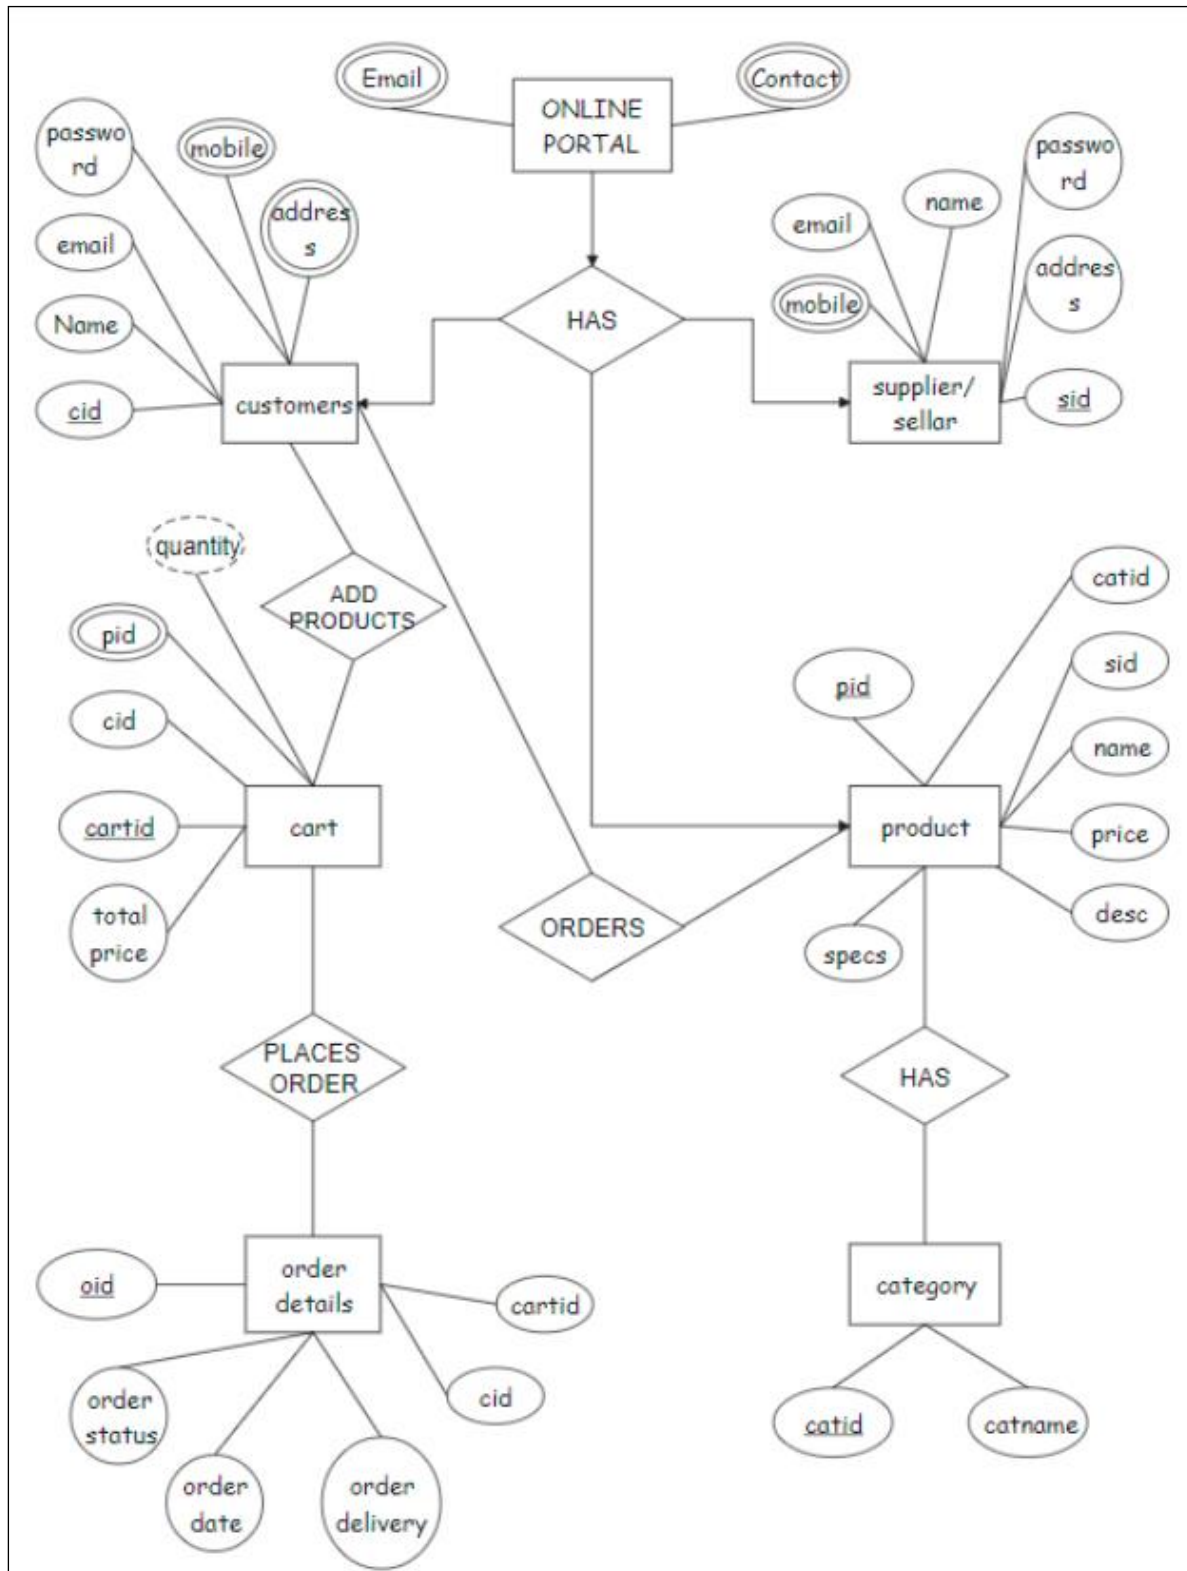 Email
Contact
ONLINE
PORTAL
passwo
rd
mobile
addres
s
email
Name
cid
customers
HAS
name
email
mobile
passwo
rd
addres
s
sid
supplier/
sellar
quantity
ADD
PRODUCTS
pid
cid
cartid
total
price
cart
ORDERS
catid
sid
pid
name
price
desc
specs
product
PLACES
ORDER
HAS
oid
order
details
cartid
cid
order
status
order
date
order
delivery
category
catid
catname